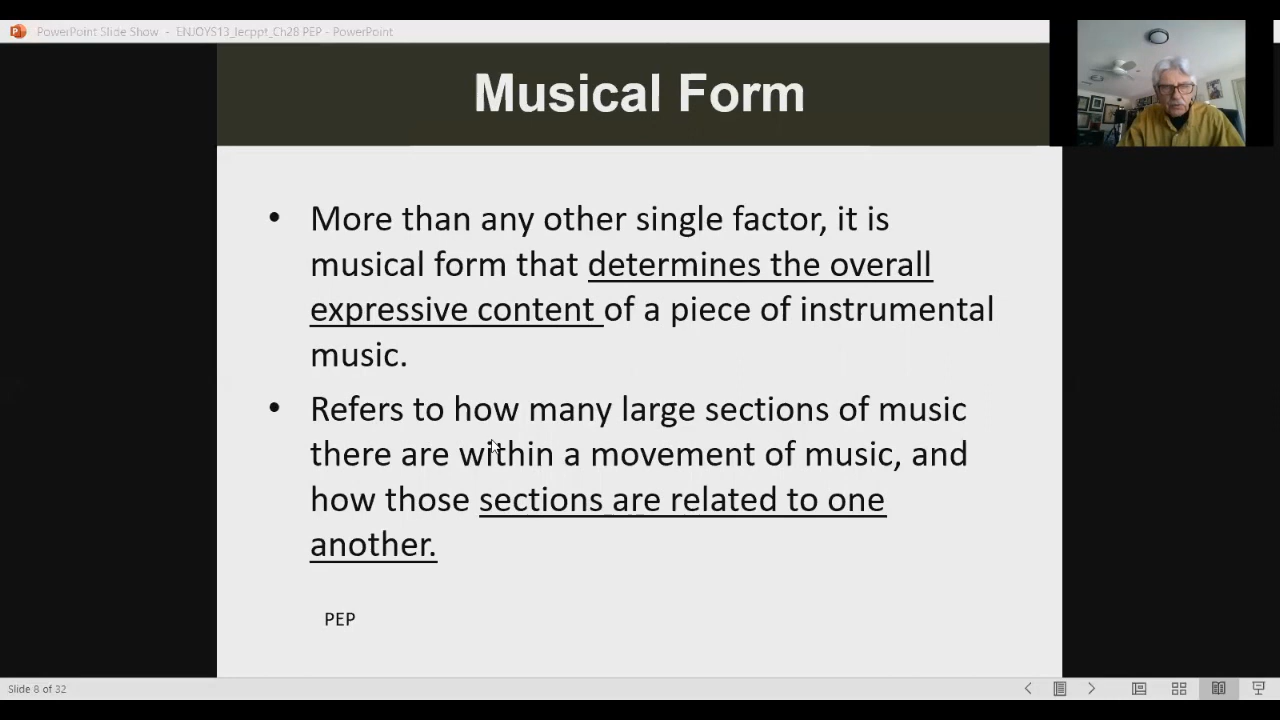 PowerPoint Slide Show - ENJOYS13_lecppt_Ch28 PEP - PowerPoint
Musical Form
• More than any other single factor, it is
musical form that determines the overall
expressive content of a piece of instrumental
music.
• Refers to how many large sections of music
there are within a movement of music, and
how those sections are related to one
another.
PEP
Slide 8 of 32